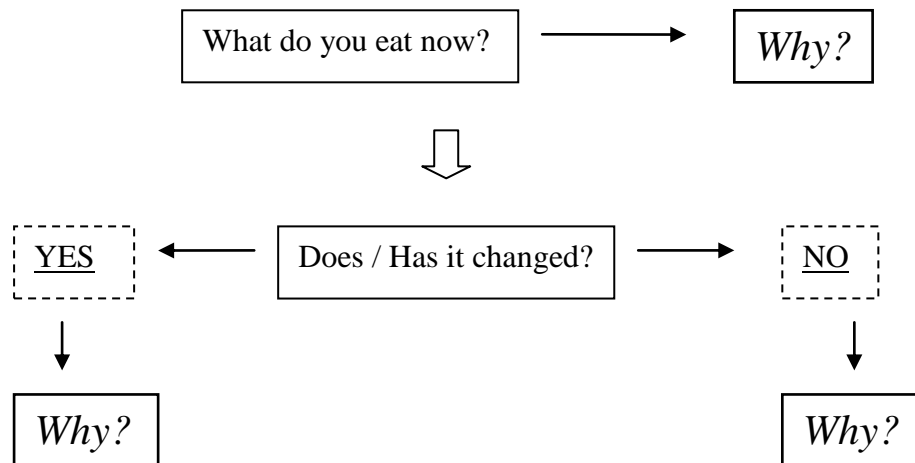 What do you eat now?
Why?
YES
Does / Has it changed?
NO
Why?
Why?